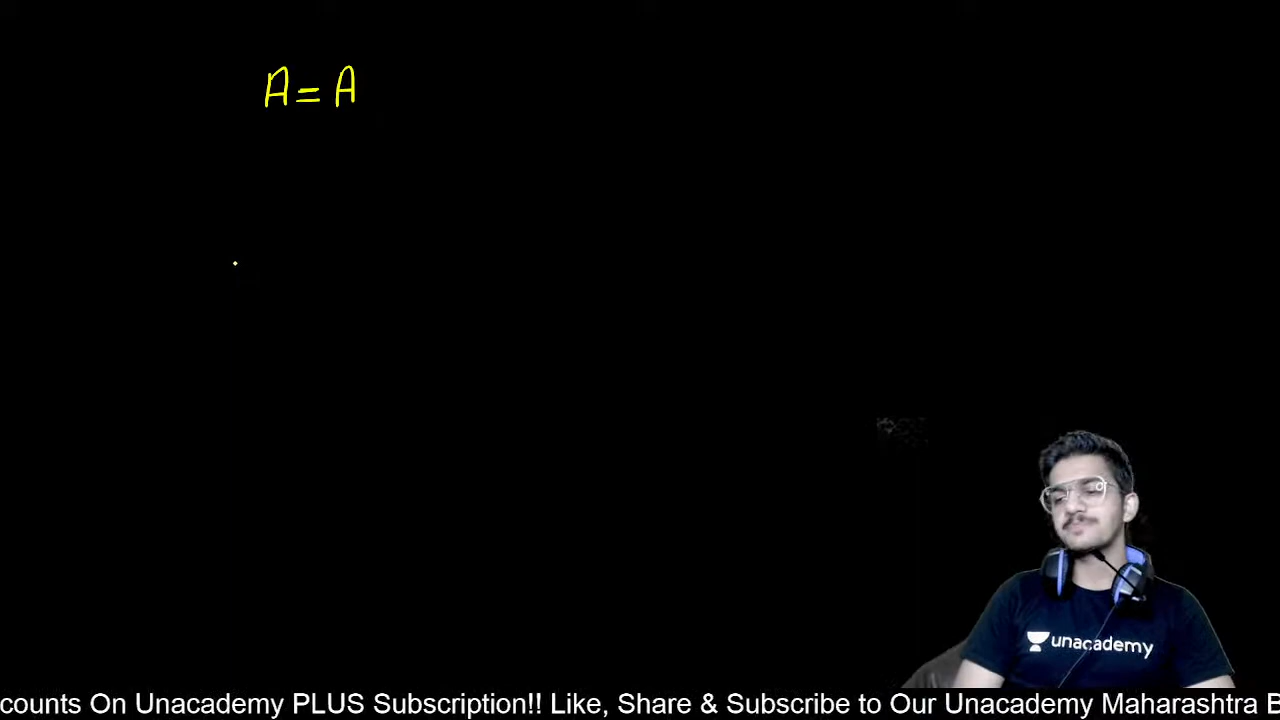 A = A
unacademy
counts On Unacademy PLUS Subscription!! Like, Share & Subscribe to Our Unacademy Maharashtra B